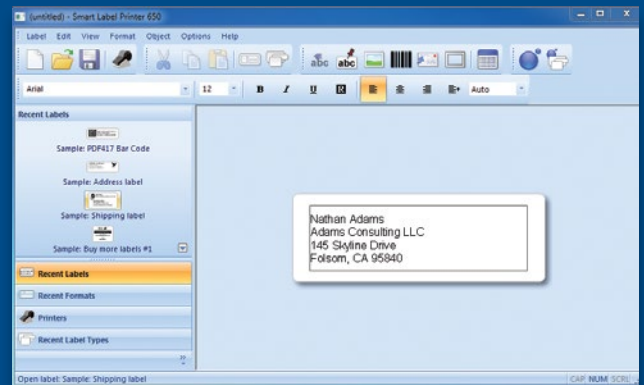 (untitled) - Smart Label Printer 650
Label Edit View Format Object Options Help
abc abc
Arial 12 B I U R Auto
Recent Labels
Sample: PDF417 Bar Code
Sample: Address label
Sample: Shipping label
Sample: Buy more labels #1
Recent Labels
Recent Formats
Printers
Recent Label Types
Nathan Adams
Adams Consulting LLC
145 Skyline Drive
Folsom, CA 95840
Open label: Sample: Shipping label CAP NUM SCRL